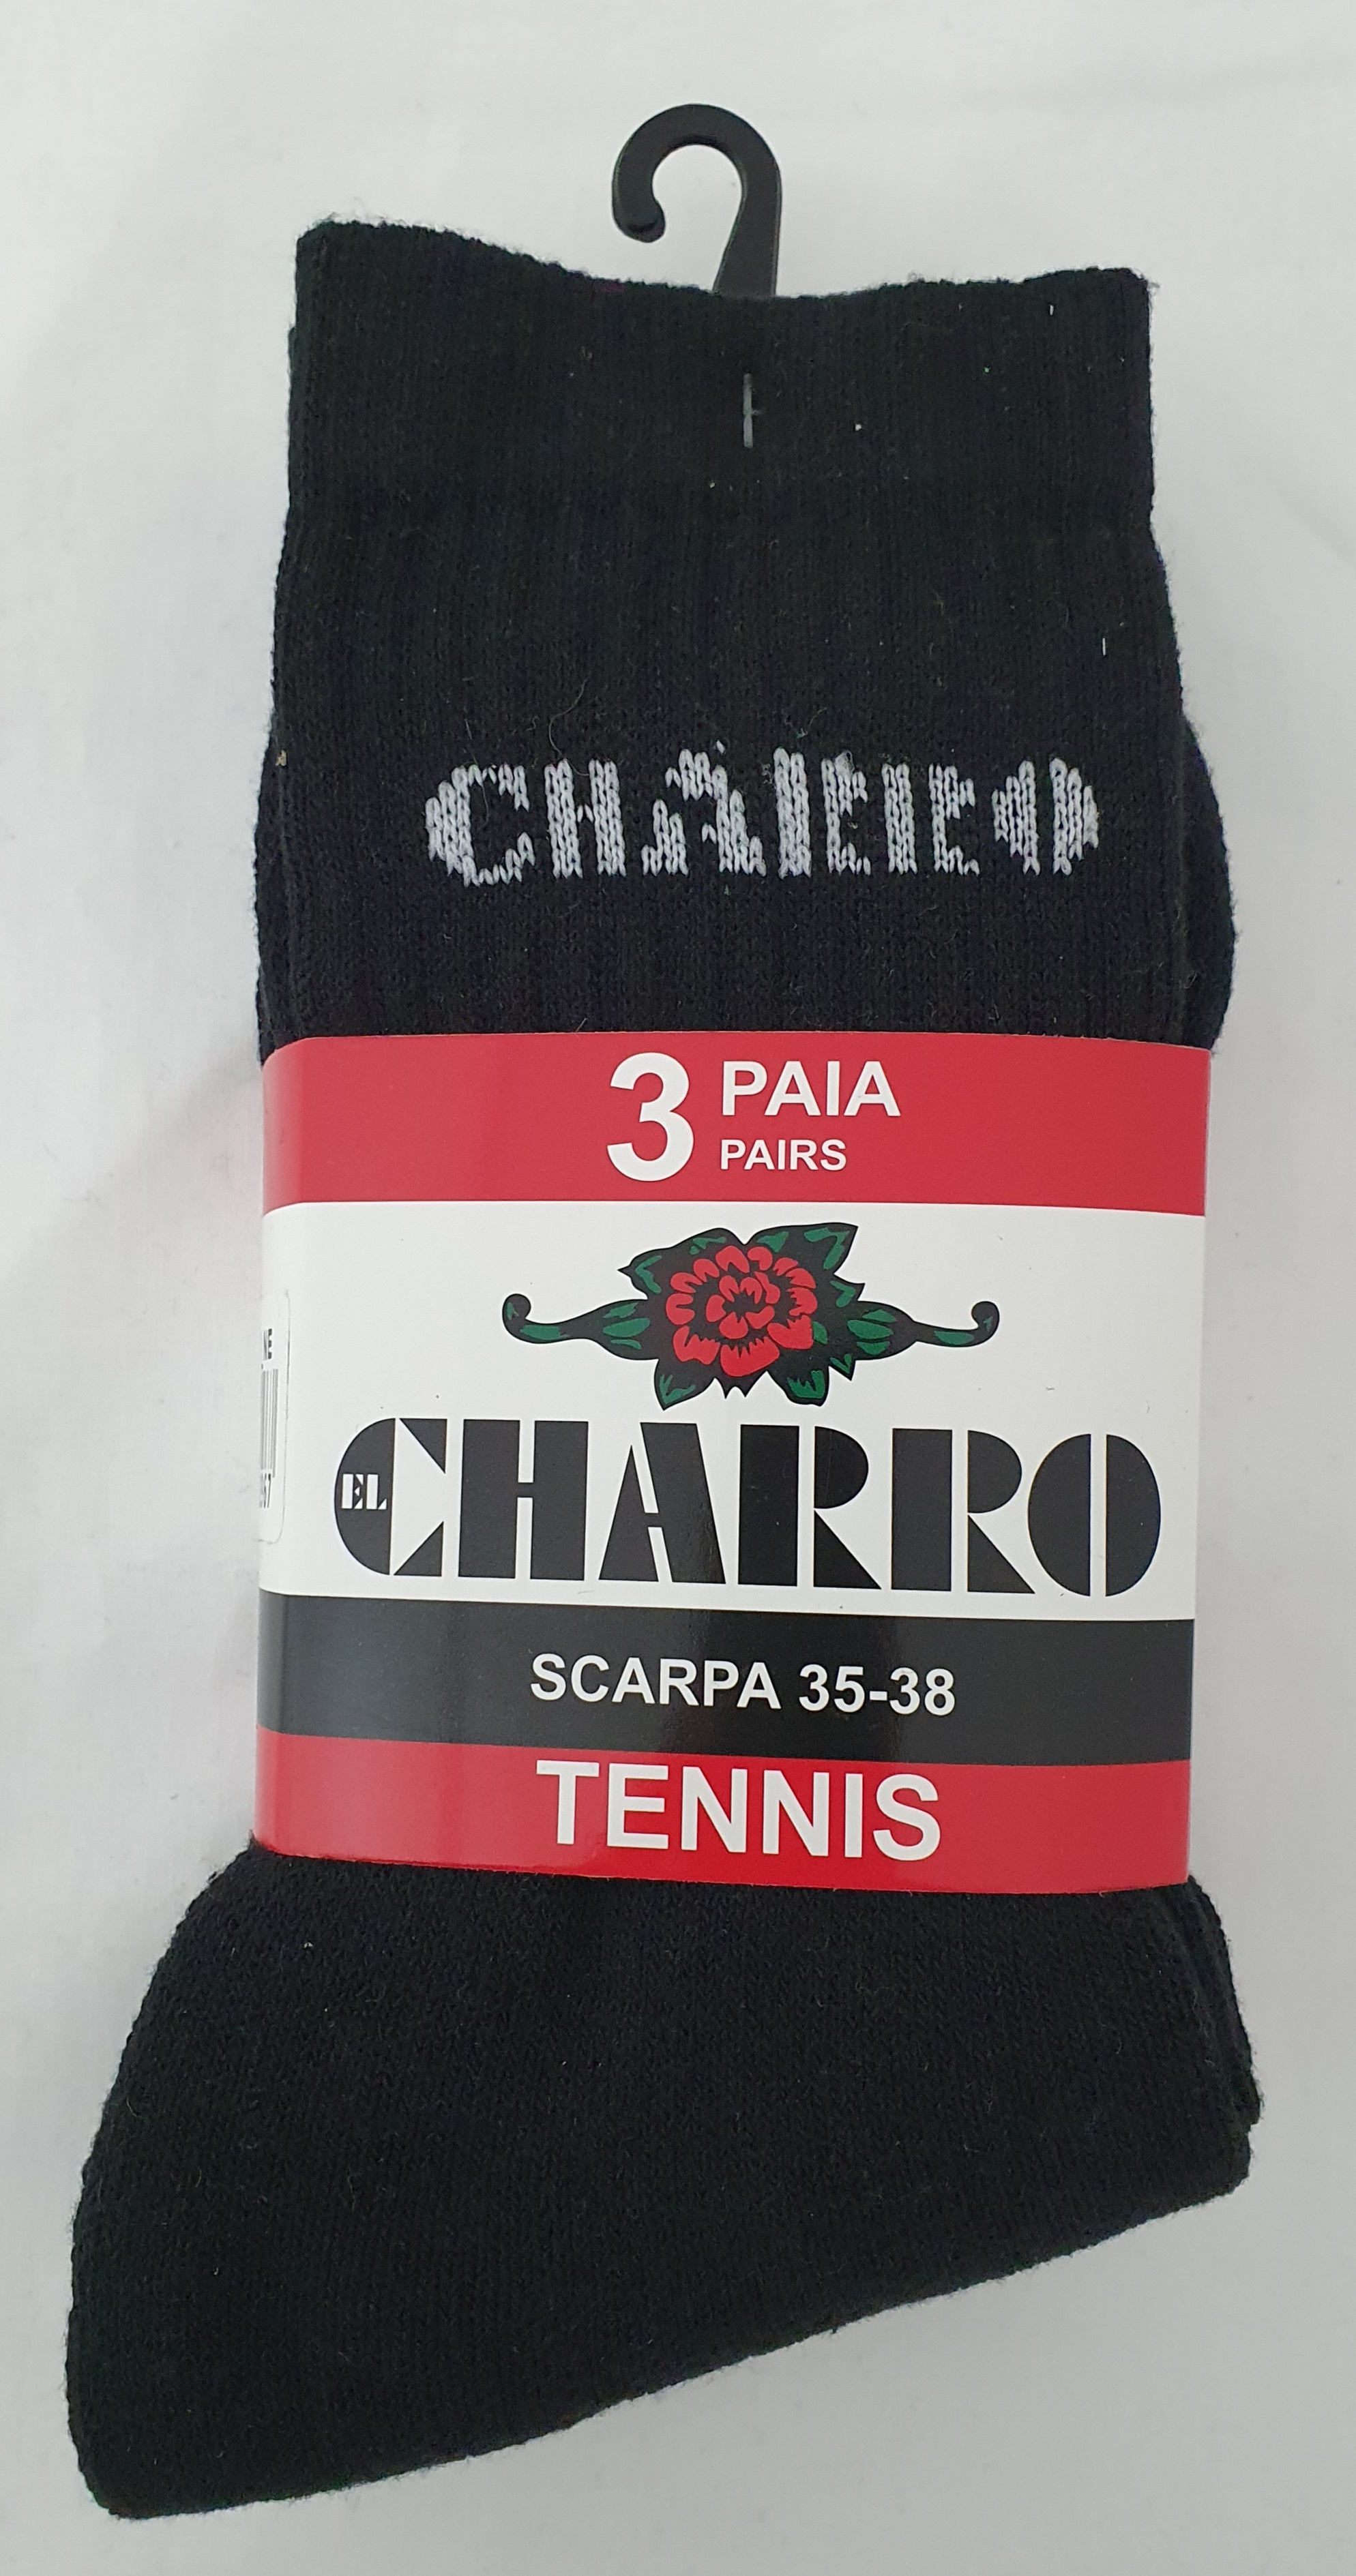 CHARRO
3 PAIA
PAIRS
EL CHARRO
SCARPA 35-38
TENNIS